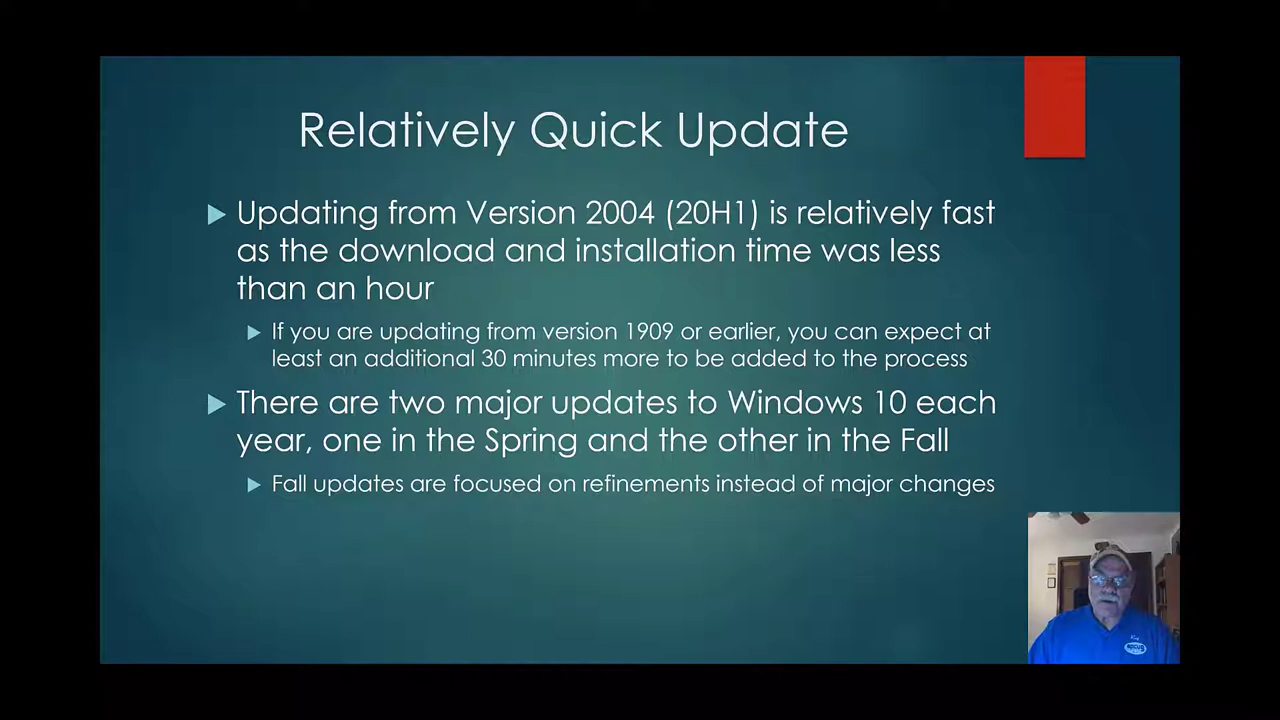 Relatively Quick Update
Updating from Version 2004 (20H1) is relatively fast
as the download and installation time was less
than an hour
If you are updating from version 1909 or earlier, you can expect at
least an additional 30 minutes more to be added to the process
There are two major updates to Windows 10 each
year, one in the Spring and the other in the Fall
Fall updates are focused on refinements instead of major changes